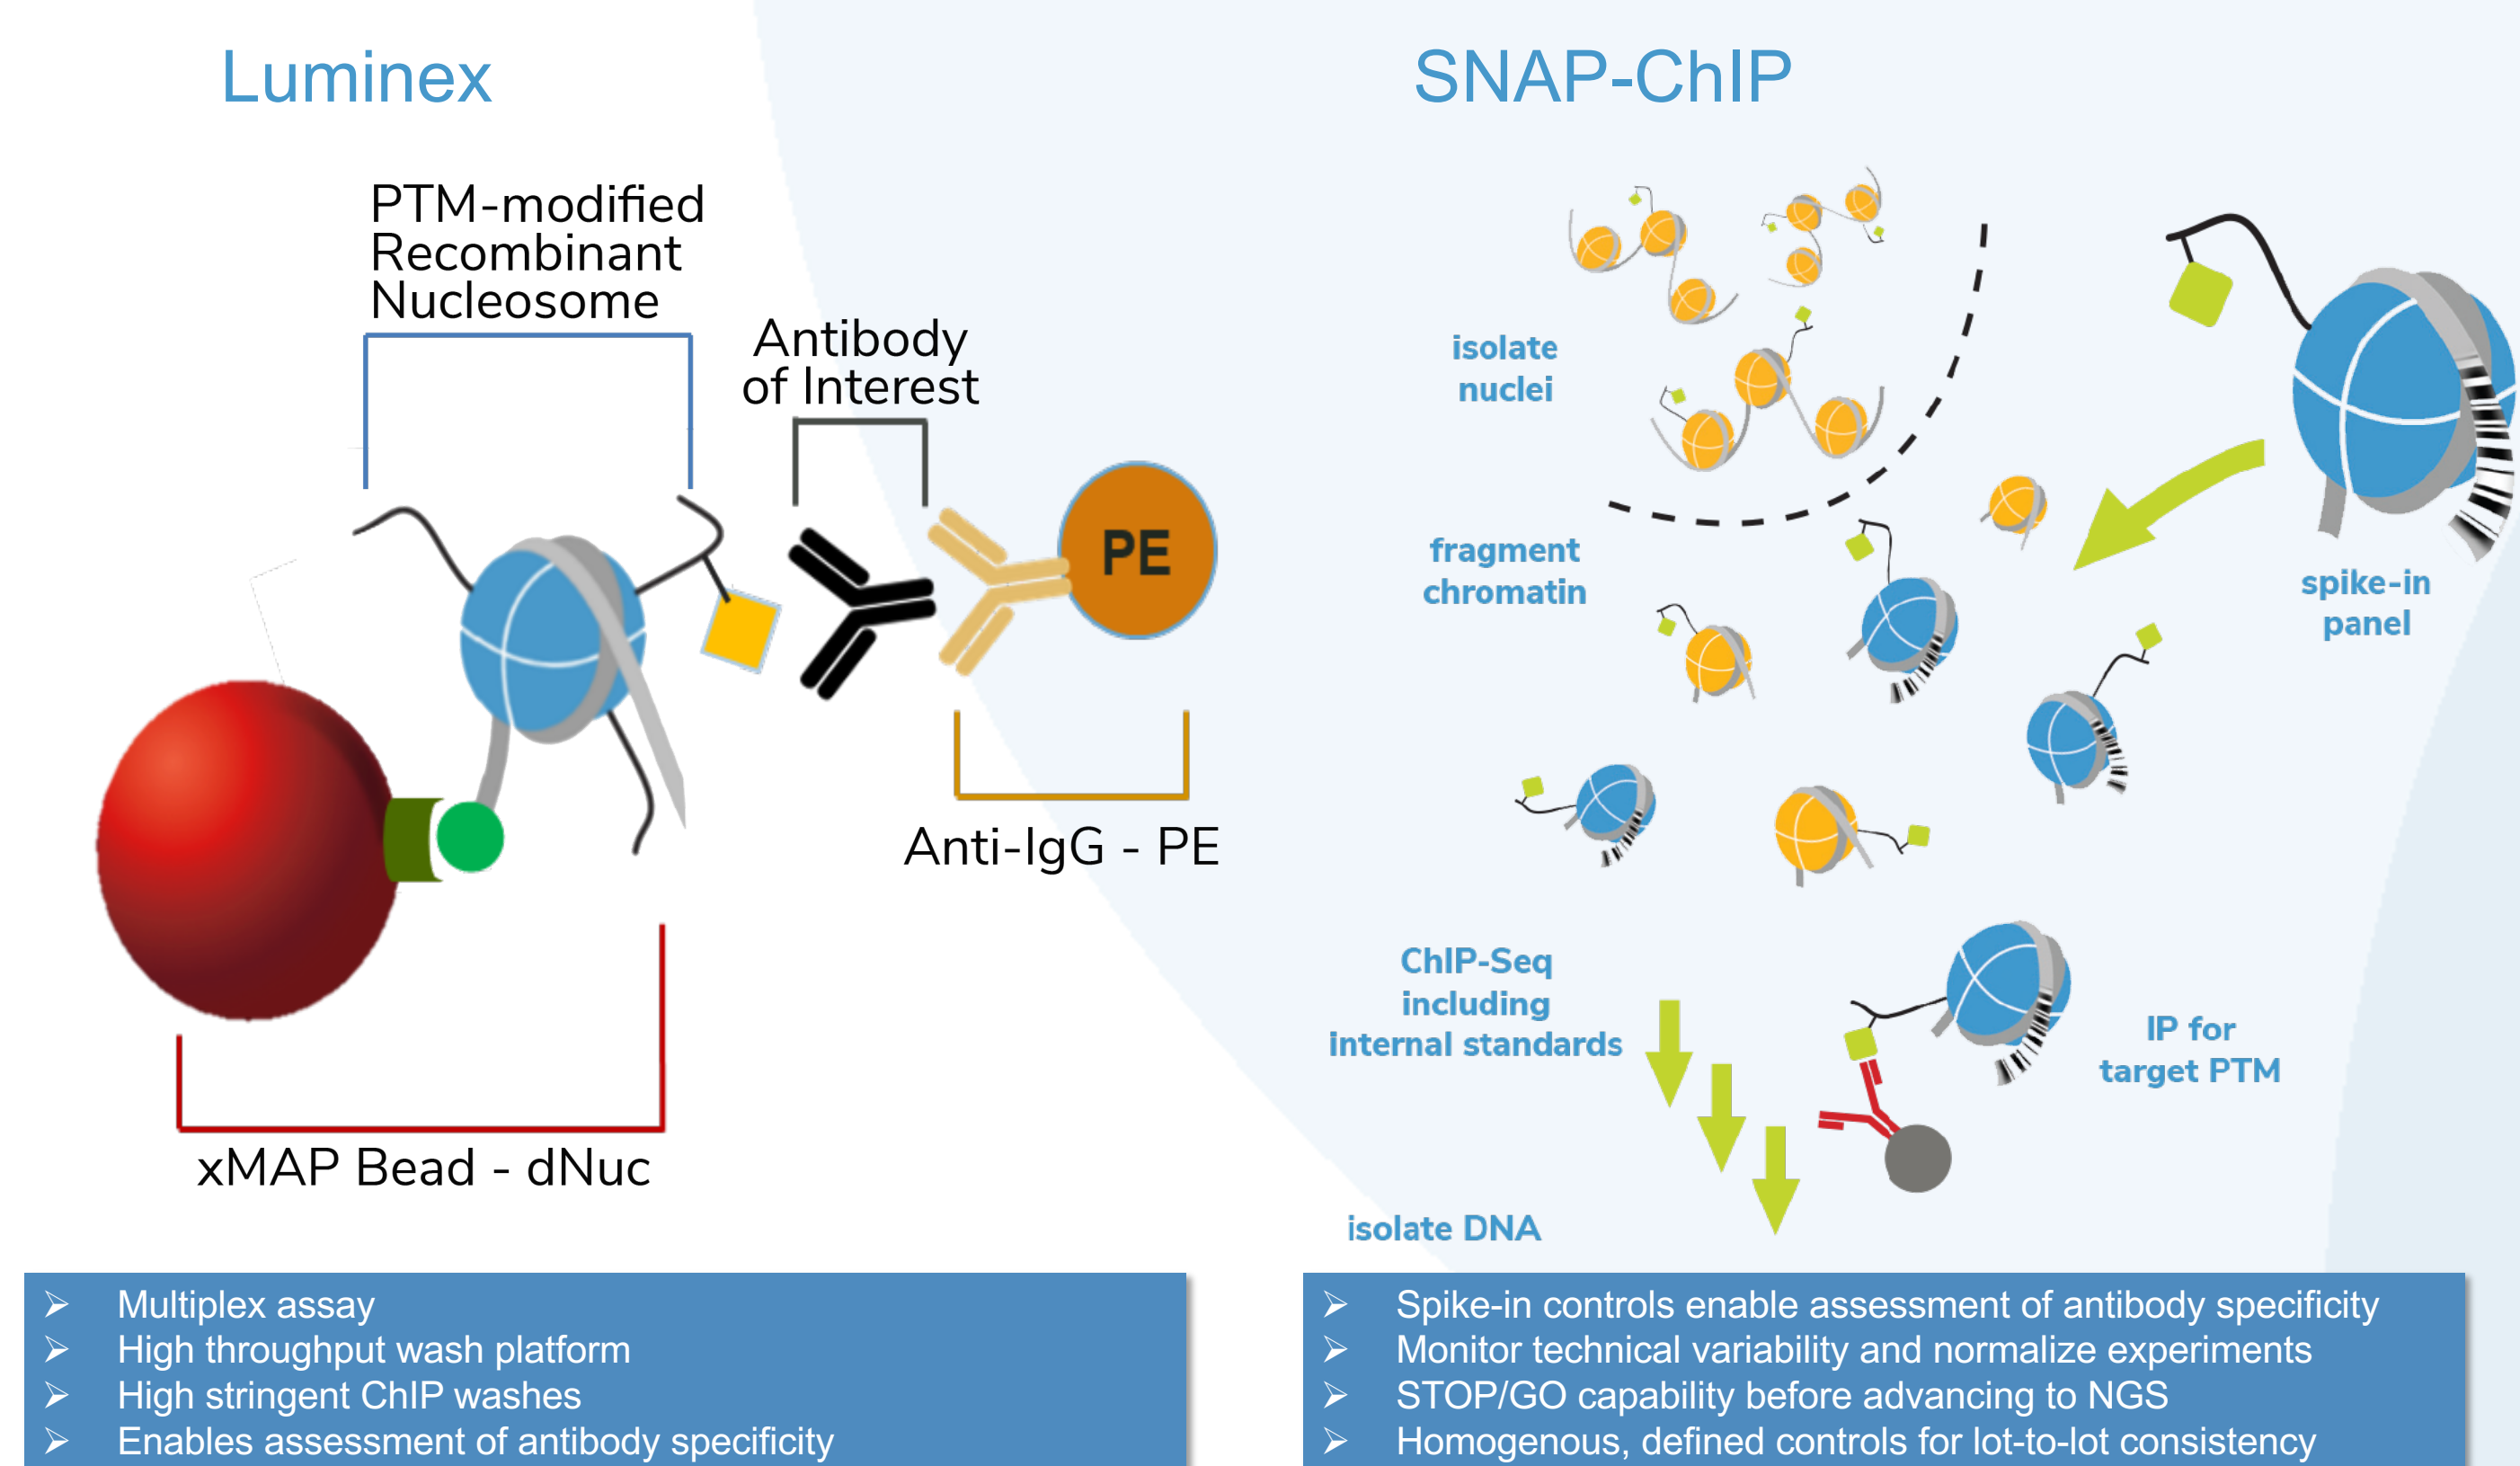 Luminex
PTM-modified
Recombinant
Nucleosome
Antibody
of Interest
PE
Anti-IgG - PE
xMAP Bead - dNuc
➢ Multiplex assay
➢ High throughput wash platform
➢ High stringent ChIP washes
➢ Enables assessment of antibody specificity
SNAP-ChIP
isolate
nuclei
fragment
chromatin
spike-in
panel
ChIP-Seq
including
internal standards
IP for
target PTM
isolate DNA
➢ Spike-in controls enable assessment of antibody specificity
➢ Monitor technical variability and normalize experiments
➢ STOP/GO capability before advancing to NGS
➢ Homogenous, defined controls for lot-to-lot consistency